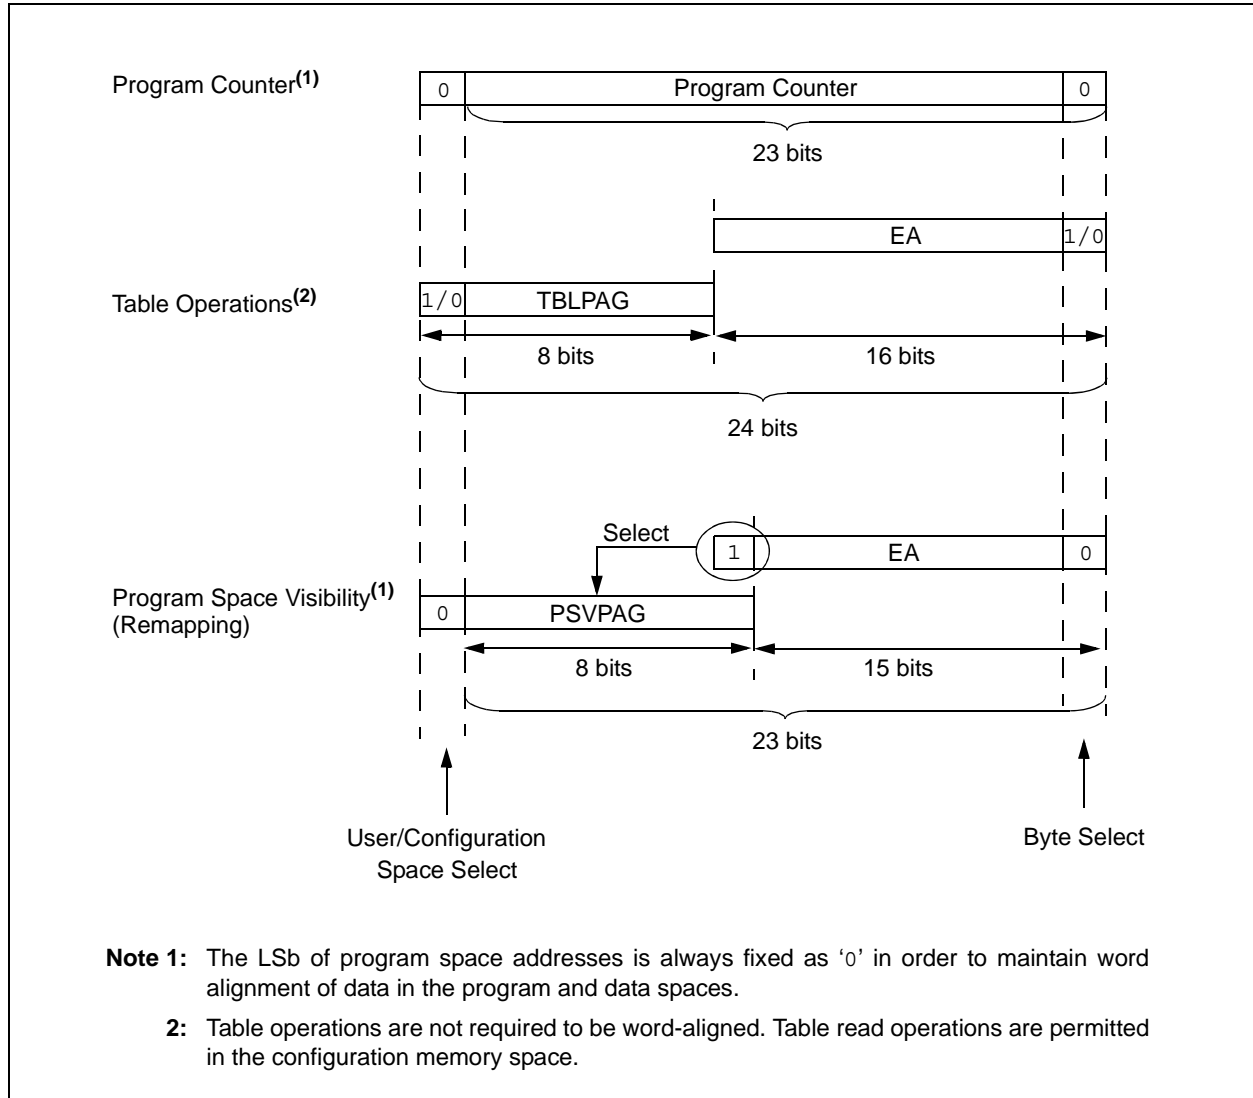 Program Counter(1)
0 Program Counter 0
23 bits
EA 1/0
Table Operations(2)
1/0 TBLPAG
8 bits 16 bits
24 bits
Select
1 EA 0
Program Space Visibility(1)
(Remapping)
0 PSVPAG
8 bits 15 bits
23 bits
User/Configuration
Space Select
Byte Select
Note 1: The LSb of program space addresses is always fixed as ‘0’ in order to maintain word
alignment of data in the program and data spaces.
2: Table operations are not required to be word-aligned. Table read operations are permitted
in the configuration memory space.